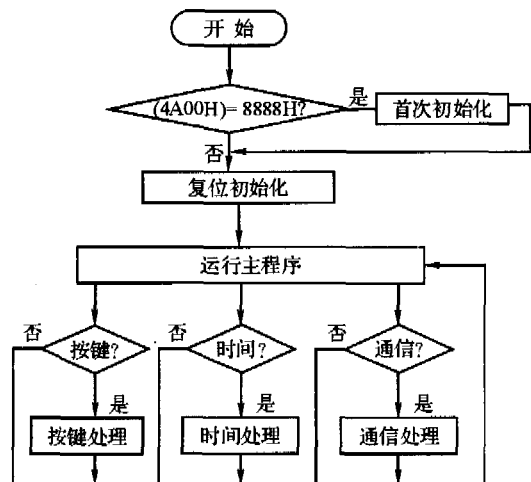 开 始
(4A00H)= 8888H?
是
首次初始化
否
复位初始化
运行主程序
否
按键?
否
时间?
否
通信?
是
是
是
按键处理
时间处理
通信处理